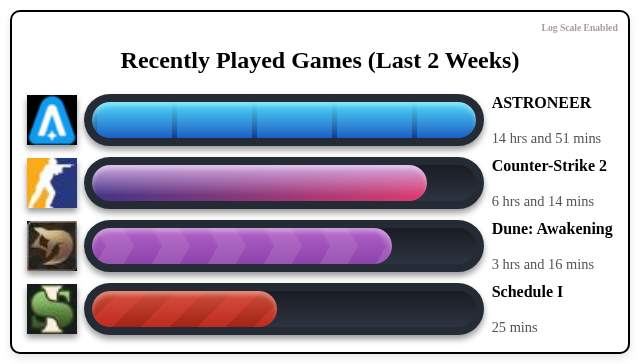 Log Scale Enabled
Recently Played Games (Last 2 Weeks)
ASTRONEER
14 hrs and 51 mins
Counter-Strike 2
6 hrs and 14 mins
Dune: Awakening
3 hrs and 16 mins
Schedule I
25 mins